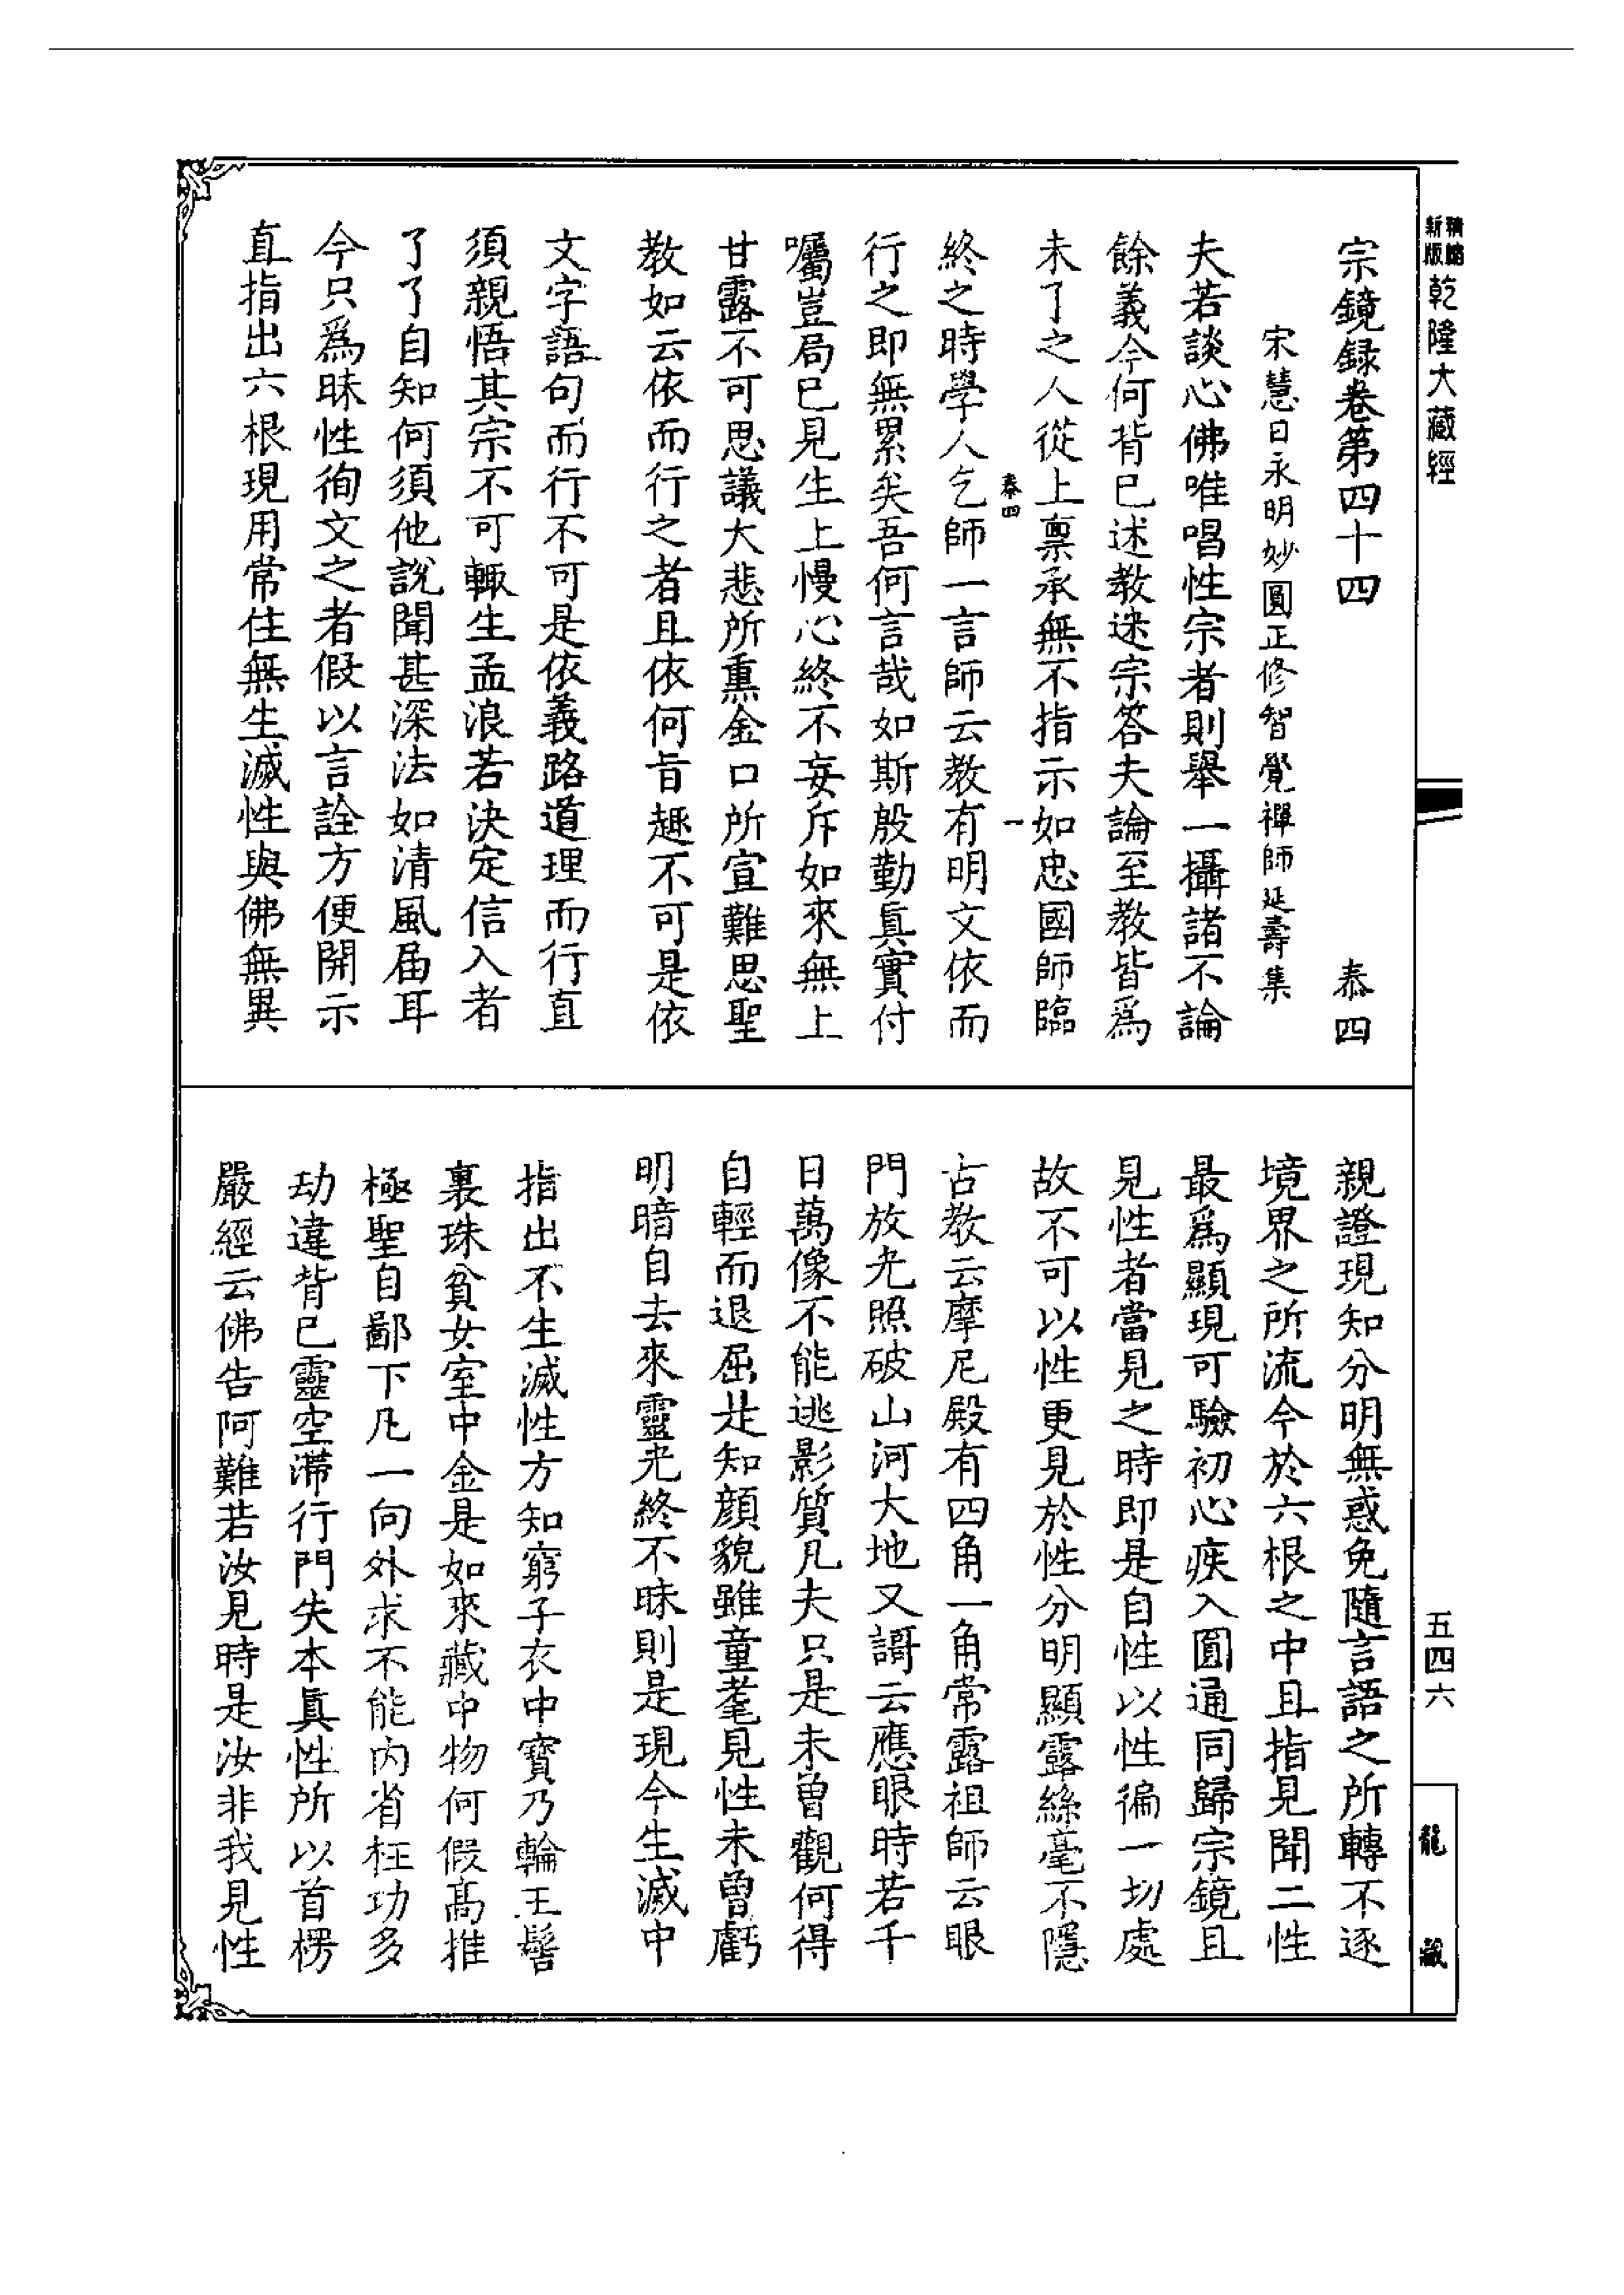 精縮新版乾隆大藏經
宗鏡録卷第四十四 泰四
宋慧日永明妙圓正修智覺禪師延壽集
夫若談心佛唯唱性宗者則舉一攝諸不論
餘義今何背已述教迷宗答夫論至教皆爲
未了之人從上稟承無不指示如忠國師臨
泰四 一
終之時學人乞師一言師云教有明文依而
行之即無累矣吾何言哉如斯殷勤真實付
囑豈局已見生上慢心終不妄斥如來無上
甘露不可思議大悲所熏金口所宣難思聖
教如云依而行之者且依何旨趣不可是依
文字語句而行不可是依義路道理而行直
須親悟其宗不可輙生孟浪若決定信入者
了了自知何須他說聞甚深法如清風届耳
今只爲昧性徇文之者假以言詮方便開示
直指出六根現用常住無生滅性與佛無異
親證現知分明無惑免隨言語之所轉不逐
境界之所流今於六根之中且指見聞二性
最爲顯現可驗初心疾入圓通同歸宗鏡且
見性者當見之時即是自性以性徧一切處
故不可以性更見於性分明顯露絲毫不隱
古教云摩尼殿有四角一角常露祖師云眼
門放光照破山河大地又謌云應眼時若千
日萬像不能逃影質凡夫只是未曾觀何得
自輕而退屈是知顔貌雖童耄見性未曾虧
明暗自去來靈光終不昧則是現今生滅中
指出不生滅性方知窮子衣中寶乃輪王髻
裏珠貧女室中金是如來藏中物何假髙推
極聖自鄙下凡一向外求不能内省枉功多
劫違背已靈空滯行門失本真性所以首楞
嚴經云佛告阿難若汝見時是汝非我見性
五四六
龍藏